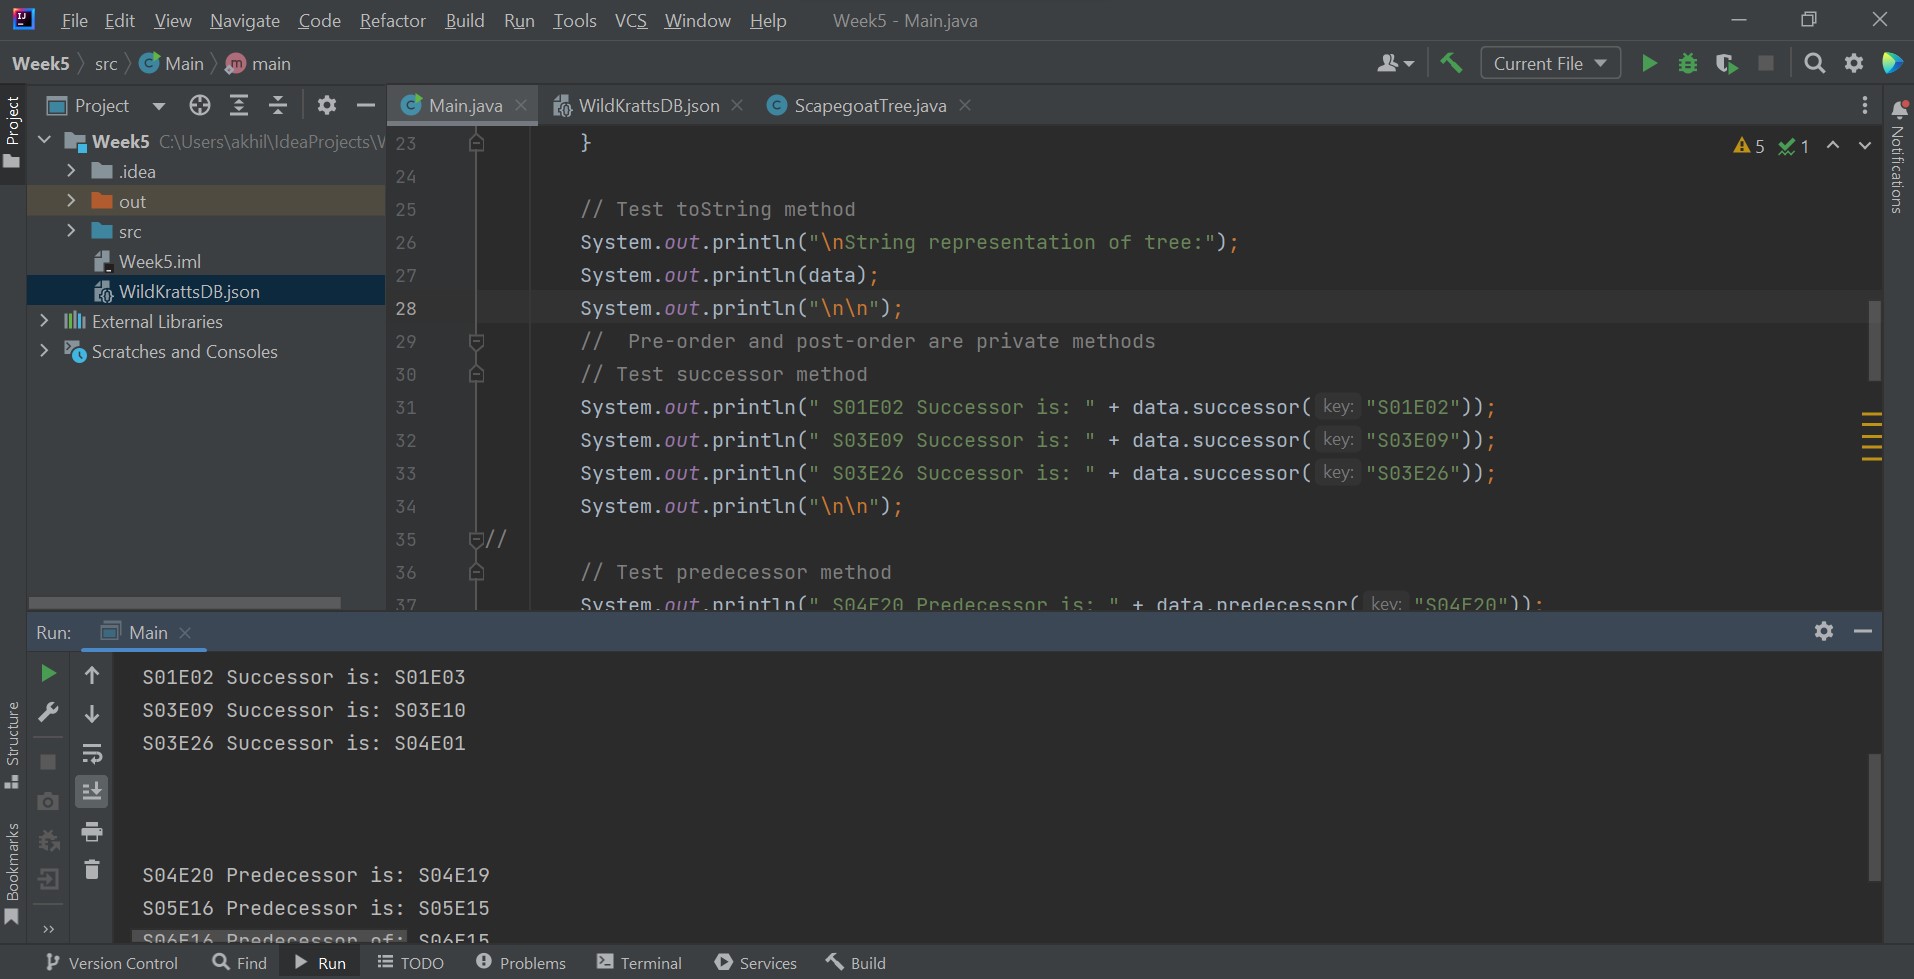 File Edit View Navigate Code Refactor Build Run Tools VCS Window Help Week5 - Main.java
Week5 src Main main Current File
Project
Main.java WildKrattsDB.json ScapegoatTree.java
Project
Notifications
Week5 C:\Users\akhil\IdeaProjects\W
.idea
out
src
Week5.iml
WildKrattsDB.json
External Libraries
Scratches and Consoles
5 1
23 }
24
25 // Test toString method
26 System.out.println("\nString representation of tree:");
27 System.out.println(data);
28 System.out.println("\n\n");
29 // Pre-order and post-order are private methods
30 // Test successor method
31 System.out.println(" S01E02 Successor is: " + data.successor( key: "S01E02"));
32 System.out.println(" S03E09 Successor is: " + data.successor( key: "S03E09"));
33 System.out.println(" S03E26 Successor is: " + data.successor( key: "S03E26"));
34 System.out.println("\n\n");
35 //
36 // Test predecessor method
37 System.out.println(" S04E20 Predecessor is: " + data.predecessor( key: "S04E20"));
Run: Main
S01E02 Successor is: S01E03
S03E09 Successor is: S03E10
S03E26 Successor is: S04E01
S04E20 Predecessor is: S04E19
S05E16 Predecessor is: S05E15
S06E16 Predecessor of: S06E15
Structure
Bookmarks
Version Control Find Run TODO Problems Terminal Services Build